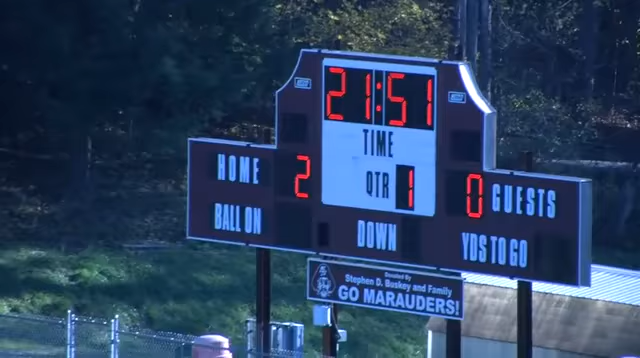 21:51
TIME
HOME 2 QTR 1 0 GUESTS
BALL ON DOWN YDS TO GO
Donated By
Stephen D. Buskey and Family
GO MARAUDERS!